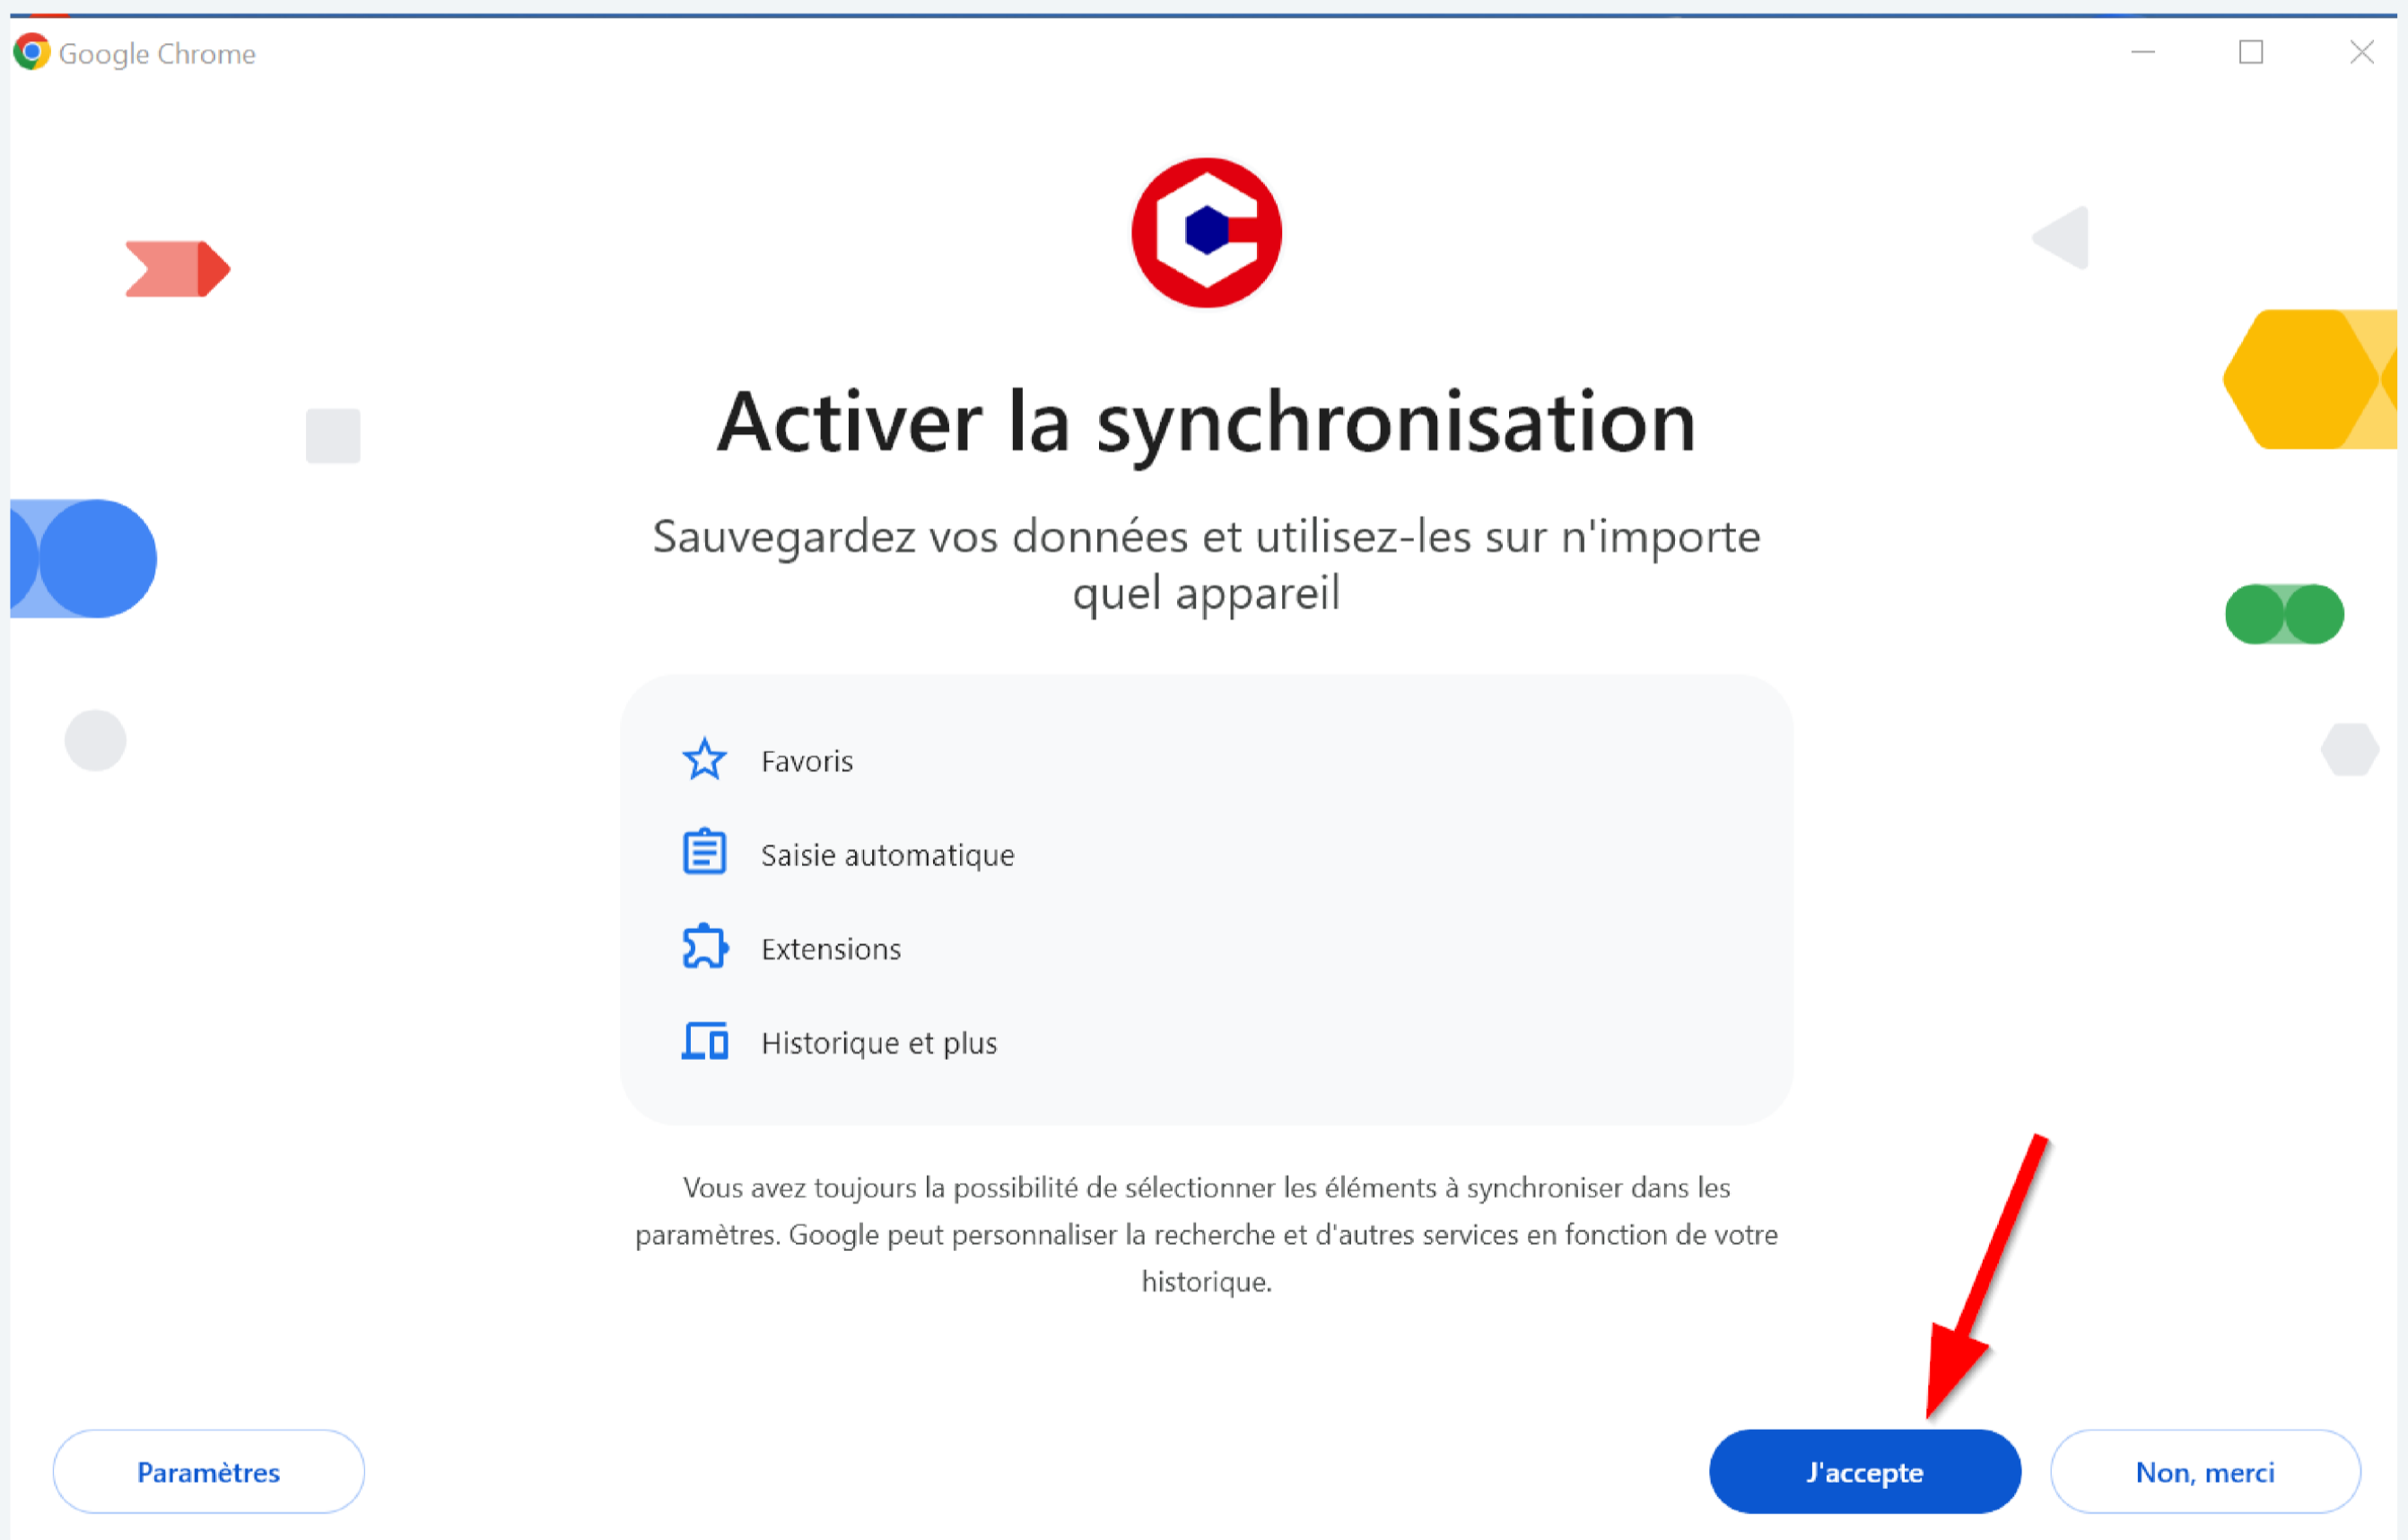 Google Chrome
Activer la synchronisation
Sauvegardez vos données et utilisez-les sur n'importe
quel appareil
Favoris
Saisie automatique
Extensions
Historique et plus
Vous avez toujours la possibilité de sélectionner les éléments à synchroniser dans les
paramètres. Google peut personnaliser la recherche et d'autres services en fonction de votre
historique.
Paramètres
J'accepte
Non, merci